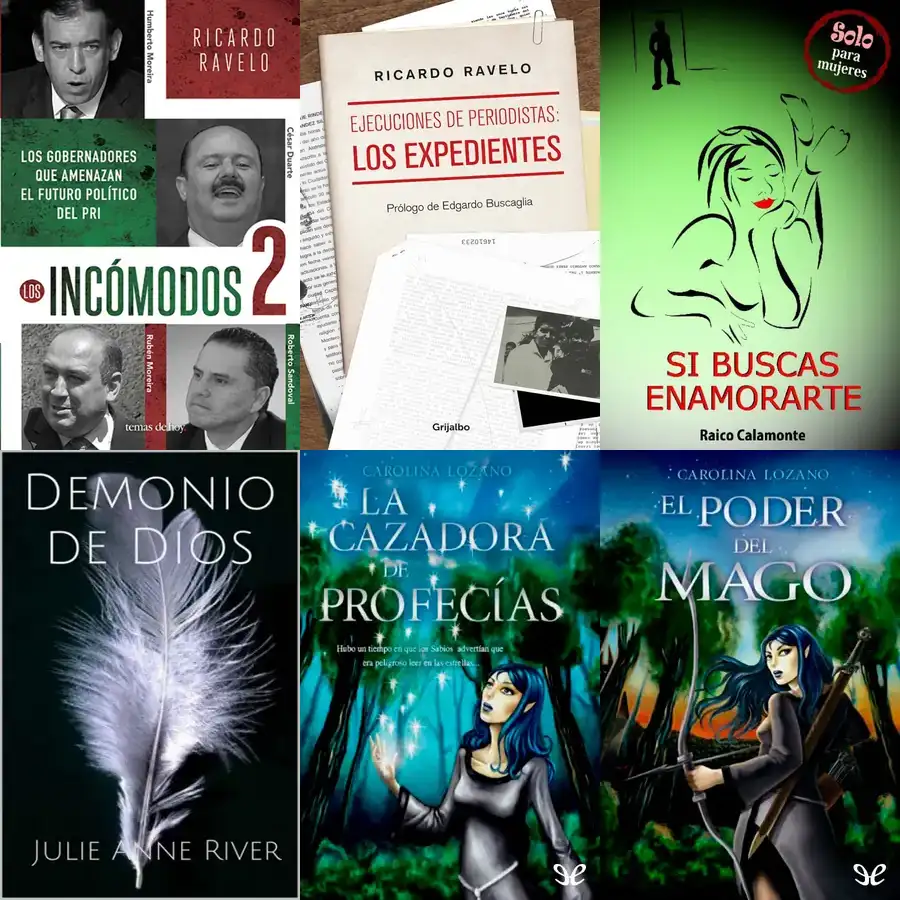 Humberto Moreira
RICARDO
RAVELO
LOS GOBERNADORES
QUE AMENAZAN
EL FUTURO POLÍTICO
DEL PRI
César Duarte
LOS INCÓMODOS 2
Rubén Moreira
Roberto Sandoval
temas de hoy
RICARDO RAVELO
EJECUCIONES DE PERIODISTAS:
LOS EXPEDIENTES
Prólogo de Edgardo Buscaglia
14610233
Grijalbo
Solo
para
mujeres
SI BUSCAS
ENAMORARTE
Raico Calamonte
DEMONIO
DE DIOS
JULIE ANNE RIVER
CAROLINA LOZANO
LA
CAZADORA
DE
PROFECÍAS
Hubo un tiempo en que los Sabios advertían que
era peligroso leer en las estrellas...
CAROLINA LOZANO
EL PODER
DEL
MAGO